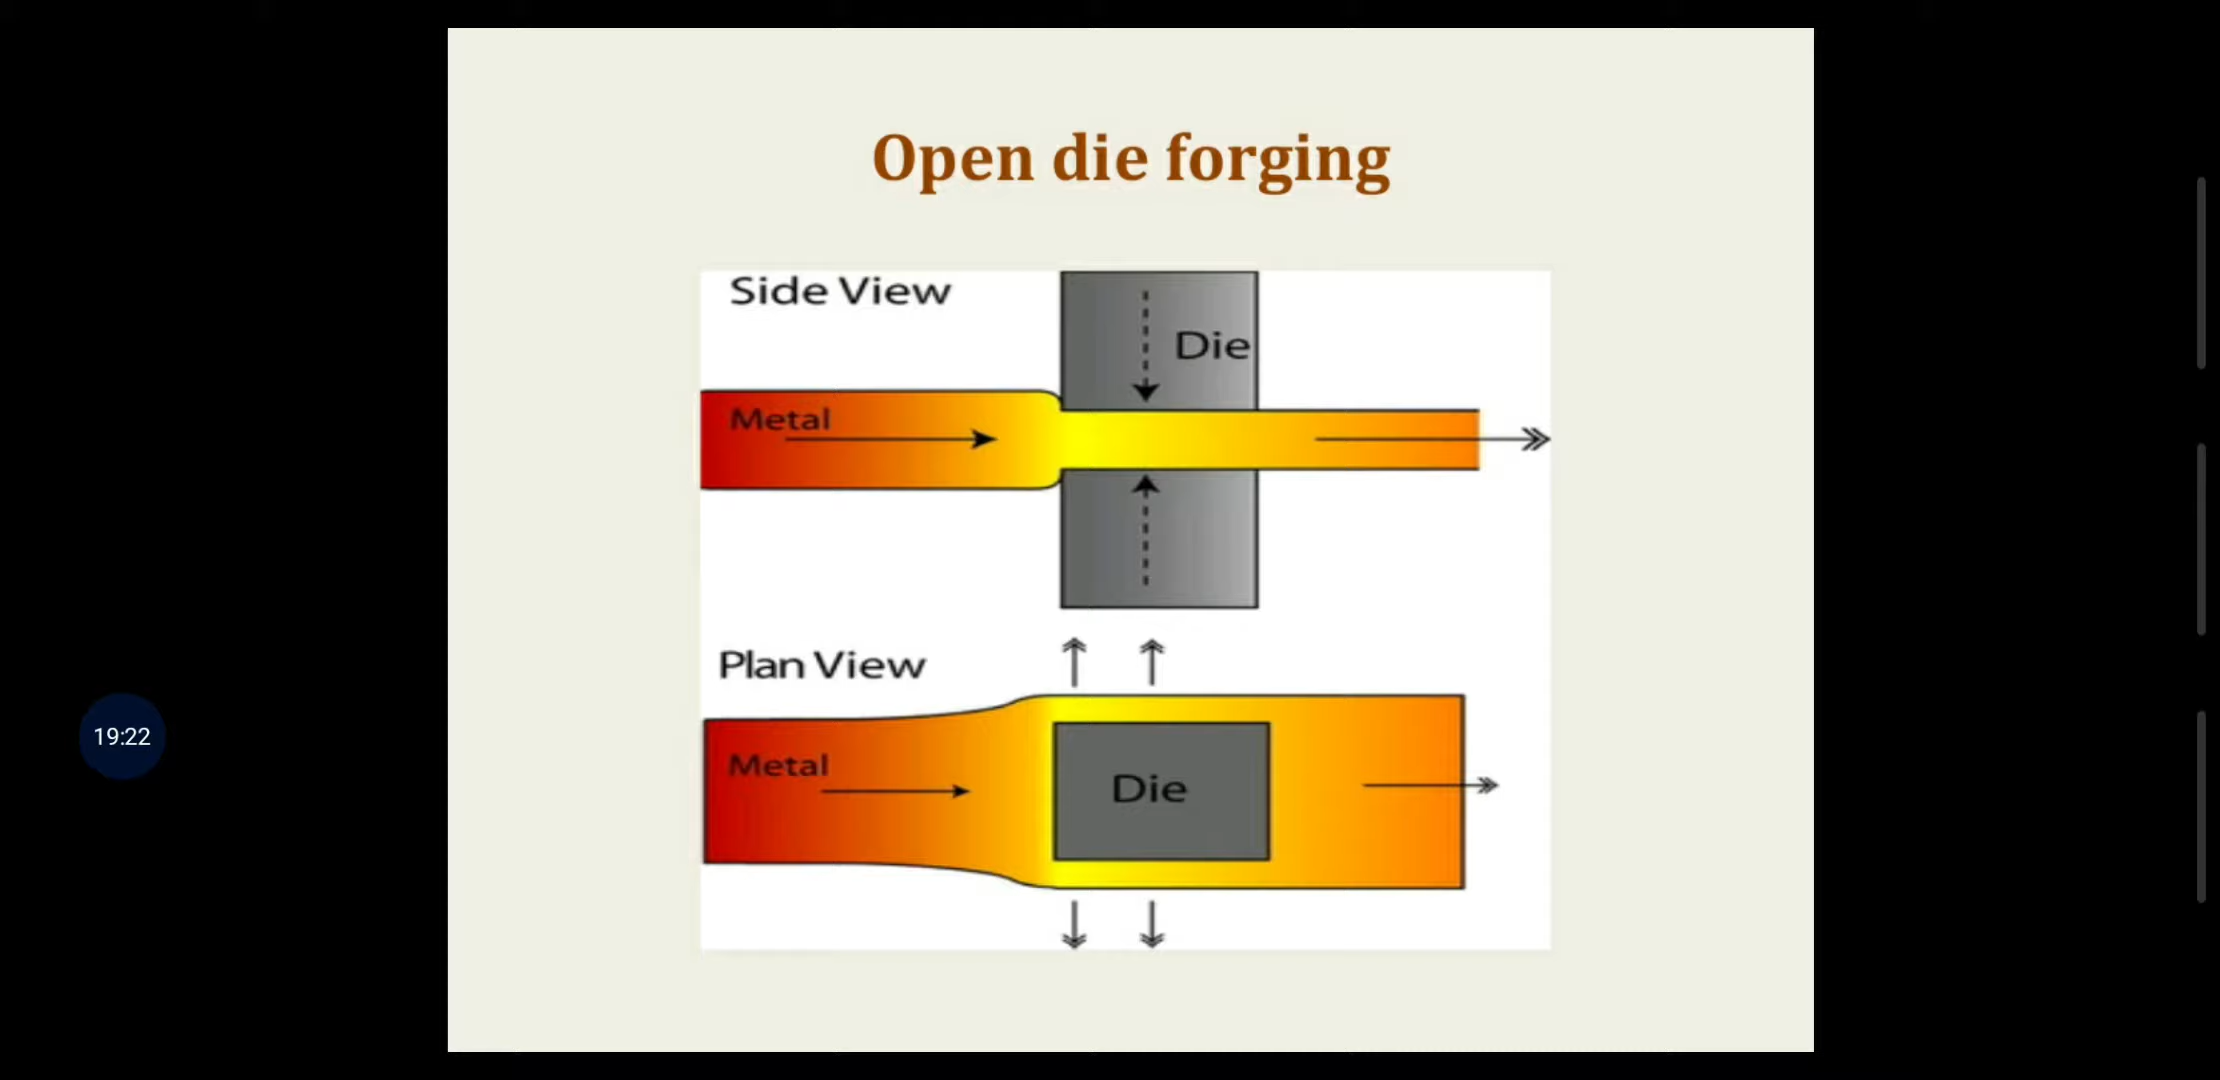 Open die forging
Side View
Die
Metal
Plan View
Metal
Die
19:22